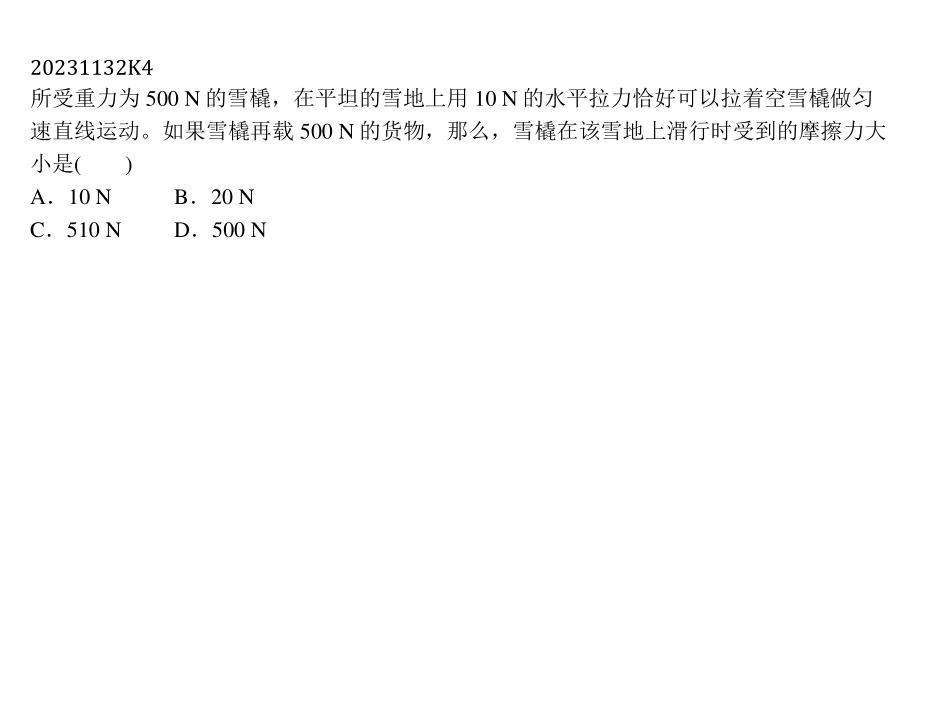 20231132K4
所受重力为 500 N 的雪橇，在平坦的雪地上用 10 N 的水平拉力恰好可以拉着空雪橇做匀
速直线运动。如果雪橇再载 500 N 的货物，那么，雪橇在该雪地上滑行时受到的摩擦力大
小是(　　)
A．10 N　　B．20 N
C．510 N　　D．500 N